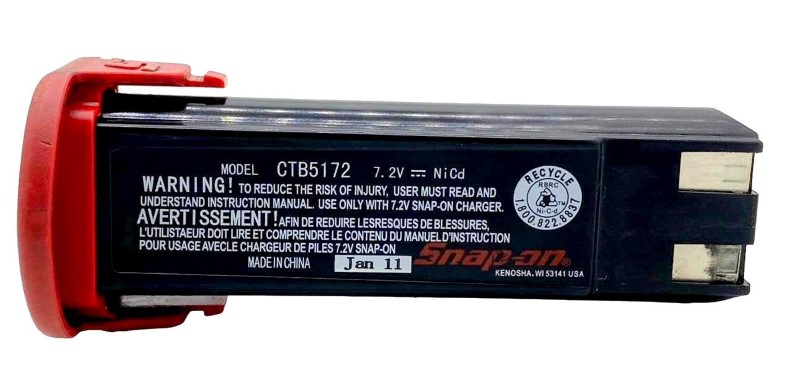 MODEL CTB5172 7.2V ⎓ NiCd
WARNING! TO REDUCE THE RISK OF INJURY, USER MUST READ AND
UNDERSTAND INSTRUCTION MANUAL. USE ONLY WITH 7.2V SNAP-ON CHARGER.
AVERTISSEMENT! AFIN DE REDUIRE LESRESQUES DE BLESSURES,
L'UTILISTAEUR DOIT LIRE ET COMPRENDRE LE CONTENU DU MANUEL D'INSTRUCTION
POUR USAGE AVECLE CHARGEUR DE PILES 7.2V SNAP-ON
MADE IN CHINA Jan 11
Snap-on®
KENOSHA. WI 53141 USA
RECYCLE
RBRC
TM
Ni-C-d
1.800.822.8837